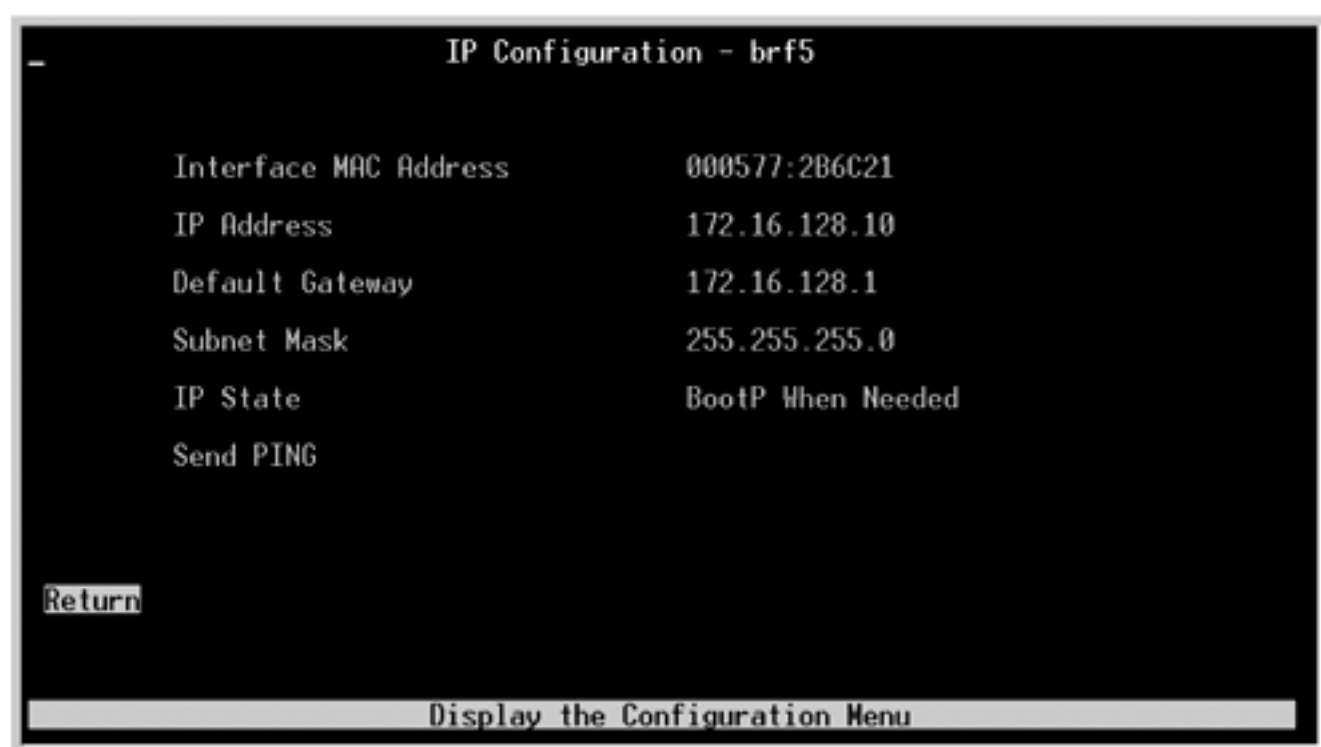 IP Configuration - brf5
Interface MAC Address 000577:2B6C21
IP Address 172.16.128.10
Default Gateway 172.16.128.1
Subnet Mask 255.255.255.0
IP State BootP When Needed
Send PING
Return
Display the Configuration Menu